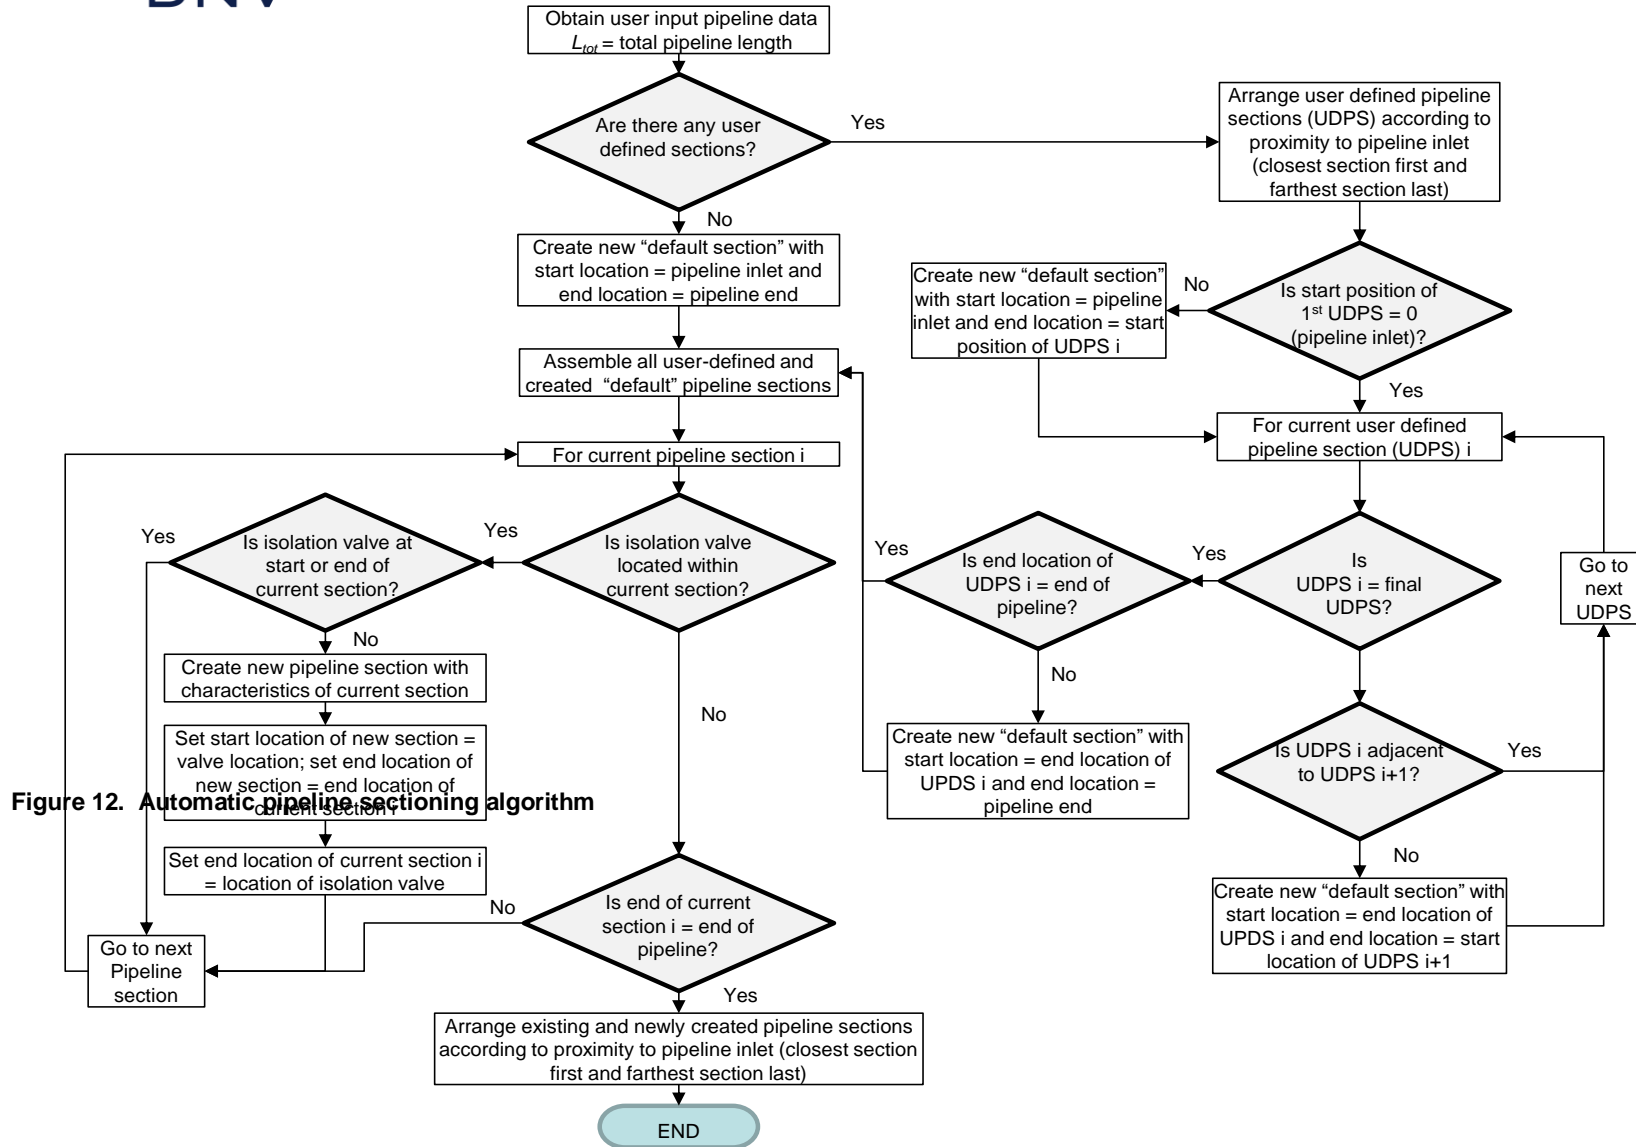 DNV
Obtain user input pipeline data
Ltot = total pipeline length
Are there any user
defined sections?
Yes
No
Arrange user defined pipeline
sections (UDPS) according to
proximity to pipeline inlet
(closest section first and
farthest section last)
Create new “default section” with
start location = pipeline inlet and
end location = pipeline end
Create new “default section”
with start location = pipeline
inlet and end location = start
position of UDPS i
No
Is start position of
1st UDPS = 0
(pipeline inlet)?
Yes
Assemble all user-defined and
created “default” pipeline sections
For current user defined
pipeline section (UDPS) i
For current pipeline section i
Yes
Is isolation valve at
start or end of
current section?
Yes
Is isolation valve
located within
current section?
Yes
Is end location of
UDPS i = end of
pipeline?
Yes
Is
UDPS i = final
UDPS?
Go to
next
UDPS
No
Create new pipeline section with
characteristics of current section
No
No
Set start location of new section =
valve location; set end location of
new section = end location of
current section i
Create new “default section” with
start location = end location of
UPDS i and end location =
pipeline end
Is UDPS i adjacent
to UDPS i+1?
Yes
Figure 12. Automatic pipeline sectioning algorithm
Set end location of current section i
= location of isolation valve
No
Is end of current
section i = end of
pipeline?
No
Create new “default section” with
start location = end location of
UPDS i and end location = start
location of UDPS i+1
Go to next
Pipeline
section
Yes
Arrange existing and newly created pipeline sections
according to proximity to pipeline inlet (closest section
first and farthest section last)
END